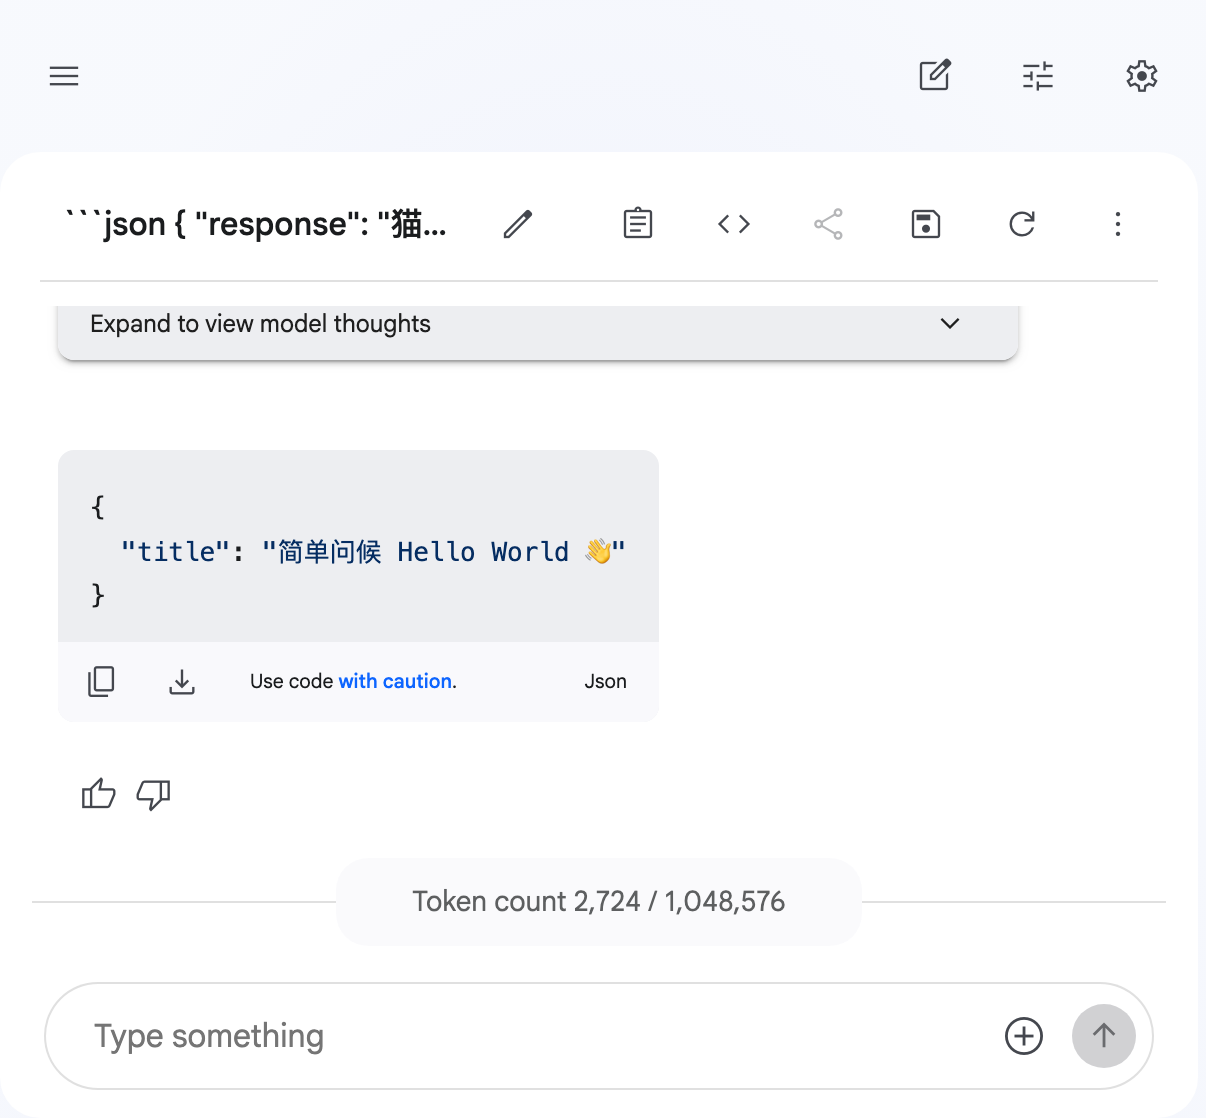 ```json { "response": "猫...
Expand to view model thoughts
{
"title": "简单问候 Hello World 👋"
}
Use code with caution. Json
Token count 2,724 / 1,048,576
Type something